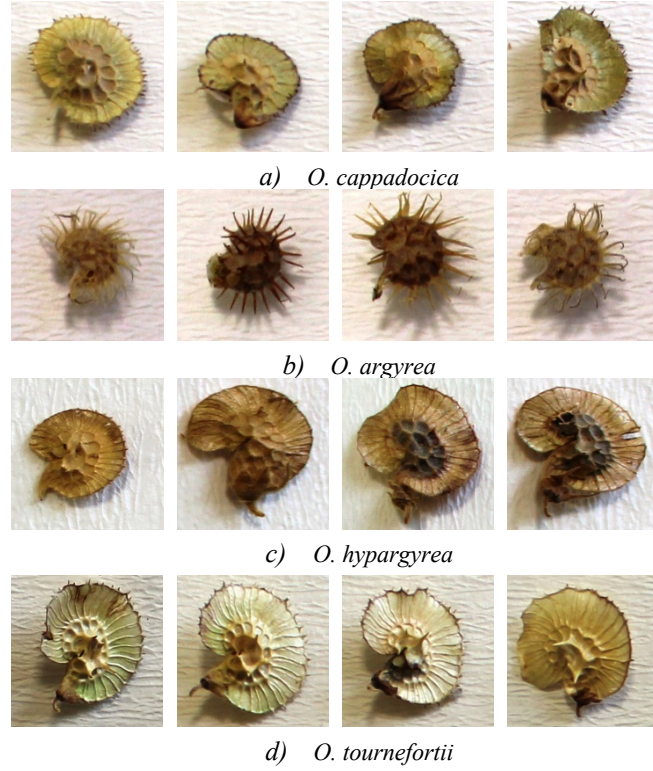 a) O. cappadocica
b) O. argyrea
c) O. hypargyrea
d) O. tournefortii